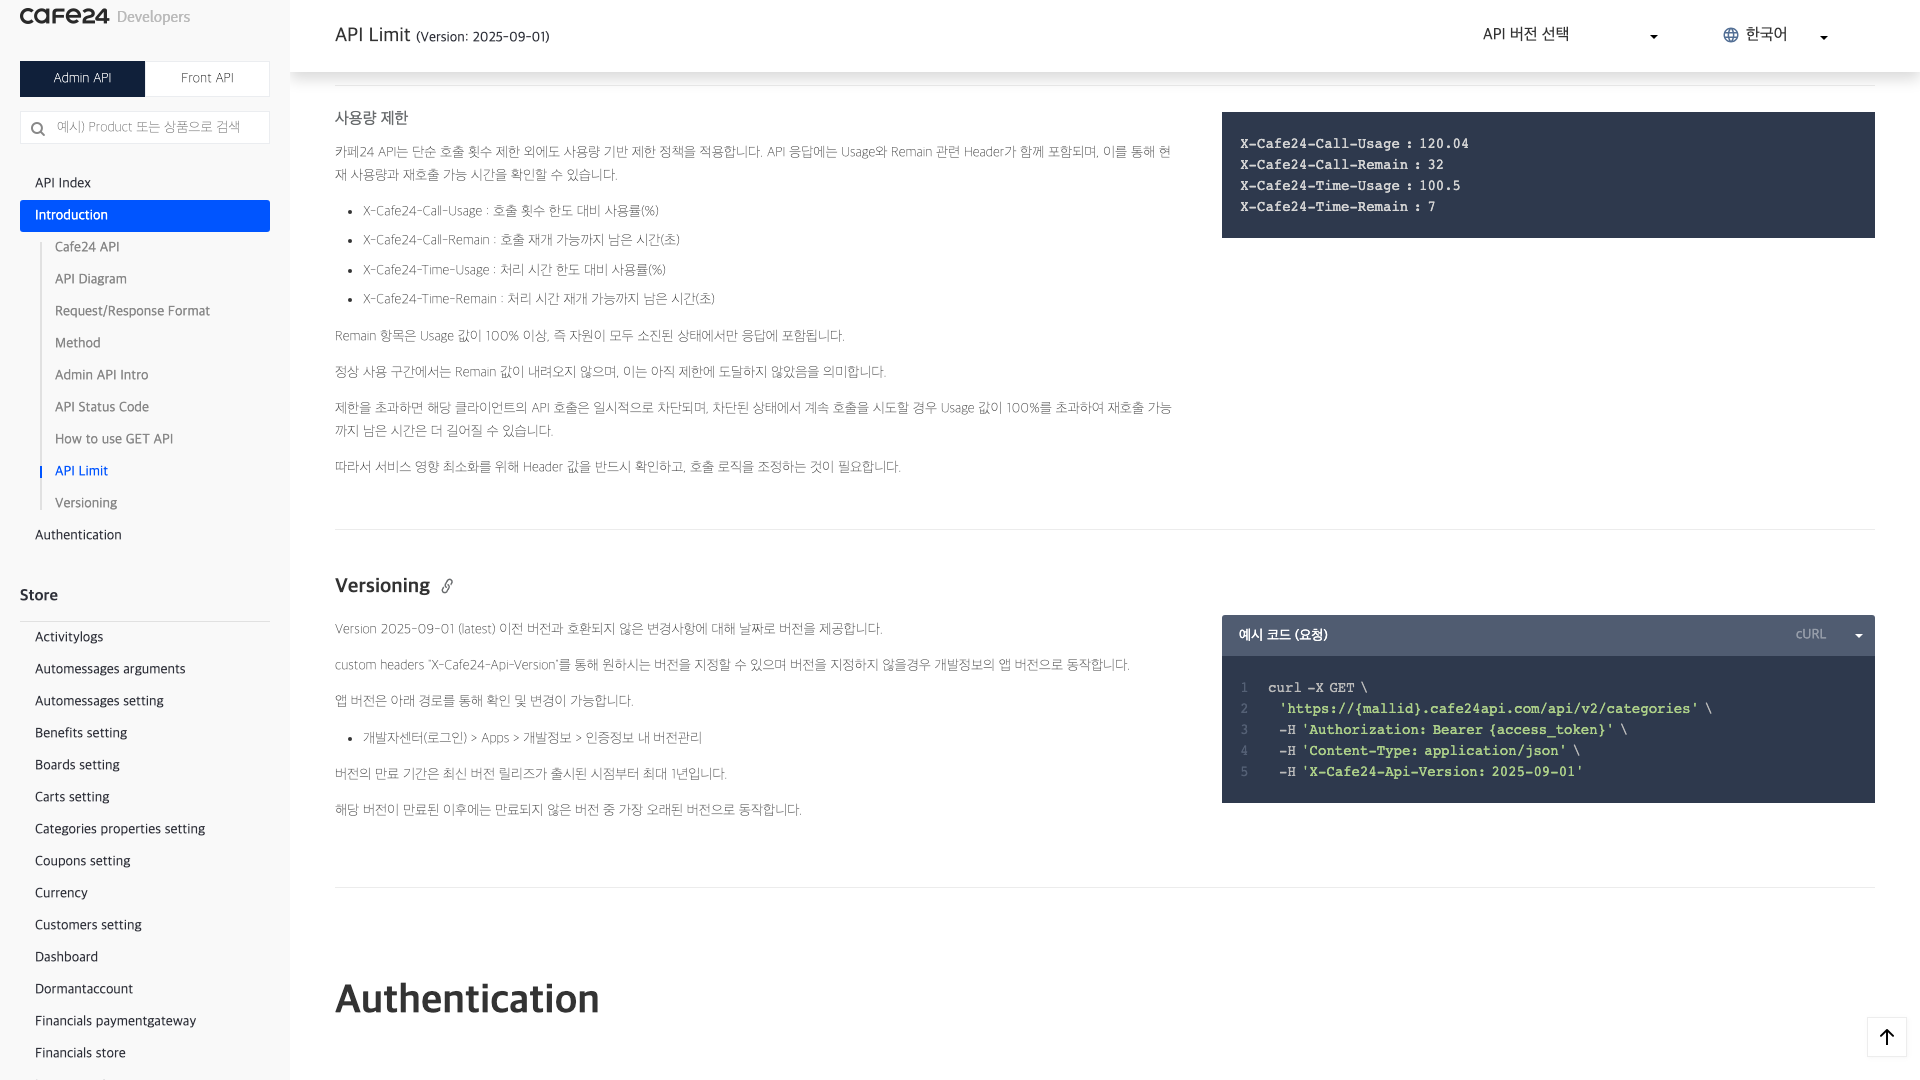 cafe24 Developers
Admin API
Front API
예시) Product 또는 상품으로 검색
API Index
Introduction
Cafe24 API
API Diagram
Request/Response Format
Method
Admin API Intro
API Status Code
How to use GET API
API Limit
Versioning
Authentication
Store
Activitylogs
Automessages arguments
Automessages setting
Benefits setting
Boards setting
Carts setting
Categories properties setting
Coupons setting
Currency
Customers setting
Dashboard
Dormantaccount
Financials paymentgateway
Financials store
API Limit (Version: 2025-09-01)
API 버전 선택
한국어
사용량 제한
카페24 API는 단순 호출 횟수 제한 외에도 사용량 기반 제한 정책을 적용합니다. API 응답에는 Usage와 Remain 관련 Header가 함께 포함되며, 이를 통해 현
재 사용량과 재호출 가능 시간을 확인할 수 있습니다.
• X-Cafe24-Call-Usage : 호출 횟수 한도 대비 사용률(%)
• X-Cafe24-Call-Remain : 호출 재개 가능까지 남은 시간(초)
• X-Cafe24-Time-Usage : 처리 시간 한도 대비 사용률(%)
• X-Cafe24-Time-Remain : 처리 시간 재개 가능까지 남은 시간(초)
Remain 항목은 Usage 값이 100% 이상, 즉 자원이 모두 소진된 상태에서만 응답에 포함됩니다.
정상 사용 구간에서는 Remain 값이 내려오지 않으며, 이는 아직 제한에 도달하지 않았음을 의미합니다.
제한을 초과하면 해당 클라이언트의 API 호출은 일시적으로 차단되며, 차단된 상태에서 계속 호출을 시도할 경우 Usage 값이 100%를 초과하여 재호출 가능
까지 남은 시간은 더 길어질 수 있습니다.
따라서 서비스 영향 최소화를 위해 Header 값을 반드시 확인하고, 호출 로직을 조정하는 것이 필요합니다.
X-Cafe24-Call-Usage : 120.04
X-Cafe24-Call-Remain : 32
X-Cafe24-Time-Usage : 100.5
X-Cafe24-Time-Remain : 7
Versioning
Version 2025-09-01 (latest) 이전 버전과 호환되지 않은 변경사항에 대해 날짜로 버전을 제공합니다.
custom headers "X-Cafe24-Api-Version"를 통해 원하시는 버전을 지정할 수 있으며 버전을 지정하지 않을경우 개발정보의 앱 버전으로 동작합니다.
앱 버전은 아래 경로를 통해 확인 및 변경이 가능합니다.
• 개발자센터(로그인) > Apps > 개발정보 > 인증정보 내 버전관리
버전의 만료 기간은 최신 버전 릴리즈가 출시된 시점부터 최대 1년입니다.
해당 버전이 만료된 이후에는 만료되지 않은 버전 중 가장 오래된 버전으로 동작합니다.
예시 코드 (요청)
cURL
1 curl -X GET \
2 'https://{mallid}.cafe24api.com/api/v2/categories' \
3 -H 'Authorization: Bearer {access_token}' \
4 -H 'Content-Type: application/json' \
5 -H 'X-Cafe24-Api-Version: 2025-09-01'
Authentication